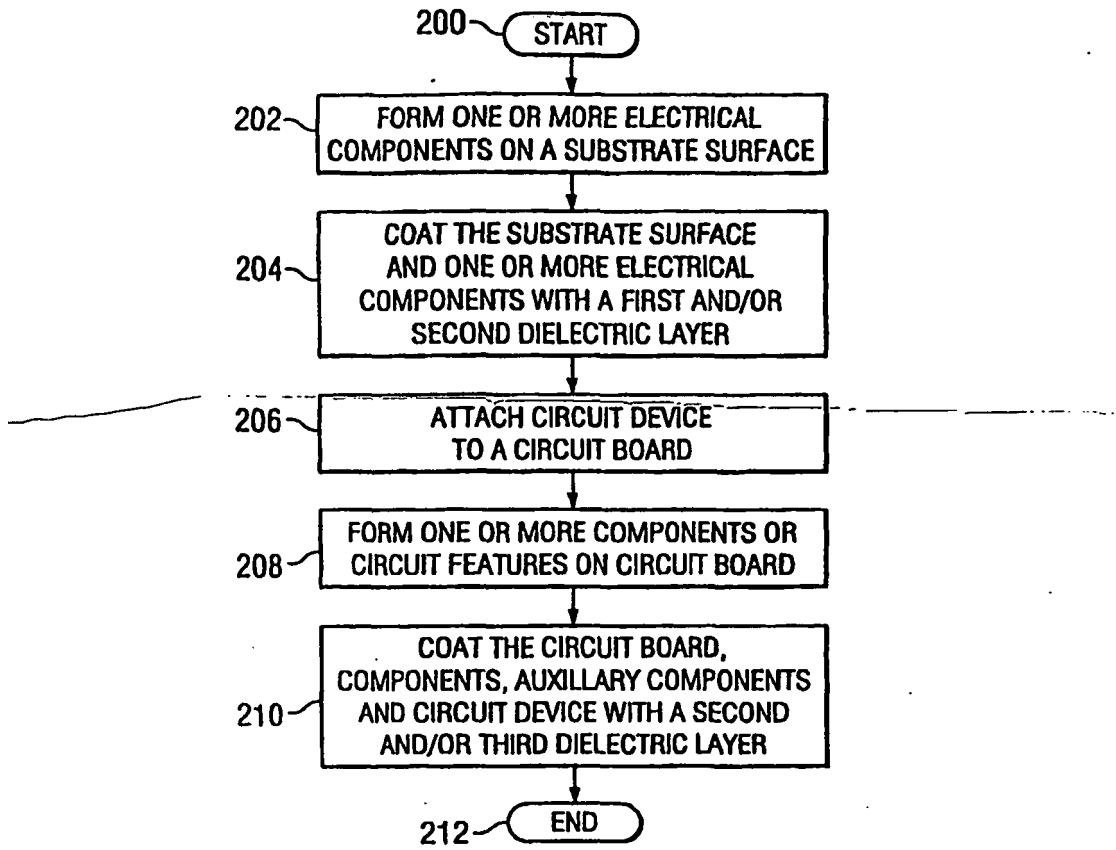 200
START
202
FORM ONE OR MORE ELECTRICAL
COMPONENTS ON A SUBSTRATE SURFACE
204
COAT THE SUBSTRATE SURFACE
AND ONE OR MORE ELECTRICAL
COMPONENTS WITH A FIRST AND/OR
SECOND DIELECTRIC LAYER
206
ATTACH CIRCUIT DEVICE
TO A CIRCUIT BOARD
208
FORM ONE OR MORE COMPONENTS OR
CIRCUIT FEATURES ON CIRCUIT BOARD
210
COAT THE CIRCUIT BOARD,
COMPONENTS, AUXILLARY COMPONENTS
AND CIRCUIT DEVICE WITH A SECOND
AND/OR THIRD DIELECTRIC LAYER
212
END